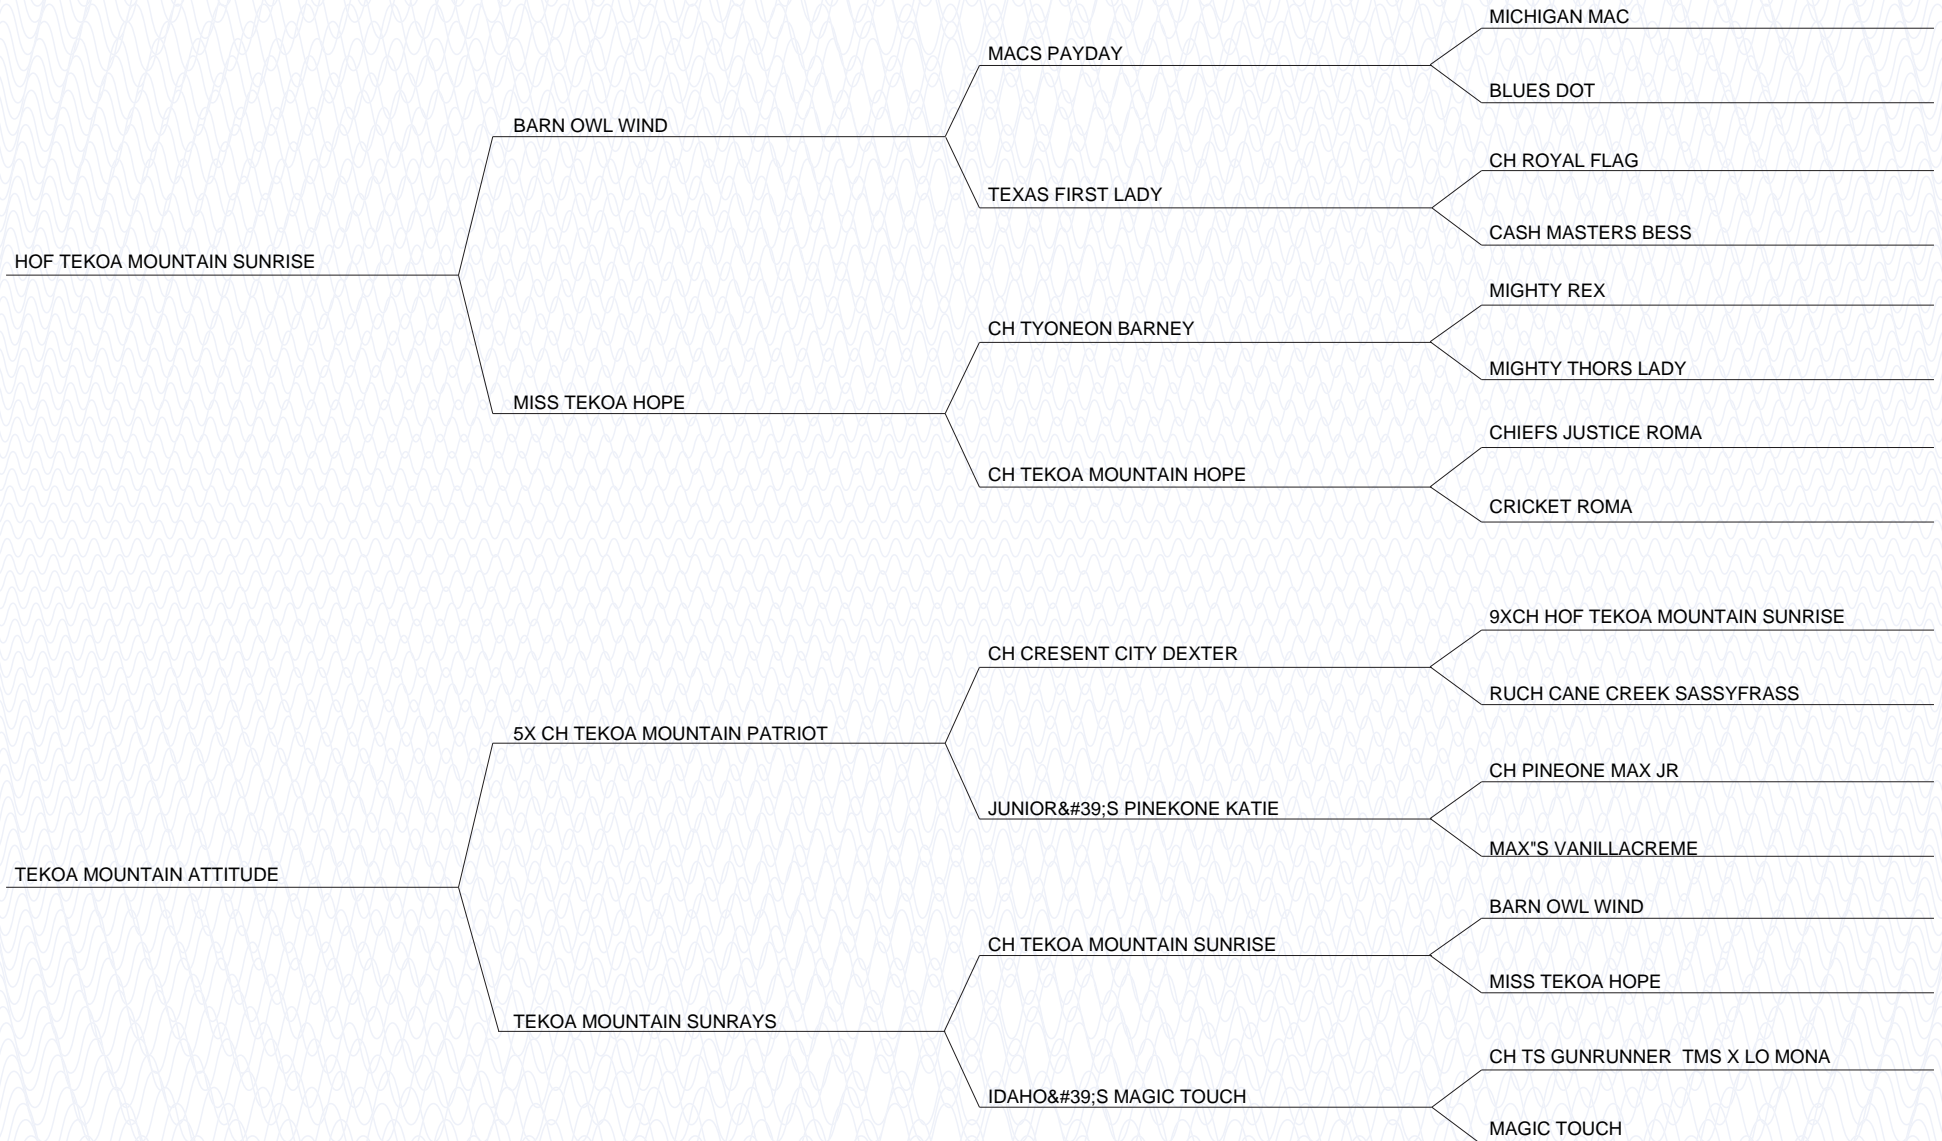 MICHIGAN MAC
MACS PAYDAY
BLUES DOT
BARN OWL WIND
CH ROYAL FLAG
TEXAS FIRST LADY
CASH MASTERS BESS
HOF TEKOA MOUNTAIN SUNRISE
MIGHTY REX
CH TYONEON BARNEY
MIGHTY THORS LADY
MISS TEKOA HOPE
CHIEFS JUSTICE ROMA
CH TEKOA MOUNTAIN HOPE
CRICKET ROMA
9XCH HOF TEKOA MOUNTAIN SUNRISE
CH CRESENT CITY DEXTER
RUCH CANE CREEK SASSYFRASS
5X CH TEKOA MOUNTAIN PATRIOT
CH PINEONE MAX JR
JUNIOR&#39;S PINEKONE KATIE
MAX"S VANILLACREME
TEKOA MOUNTAIN ATTITUDE
BARN OWL WIND
CH TEKOA MOUNTAIN SUNRISE
MISS TEKOA HOPE
TEKOA MOUNTAIN SUNRAYS
CH TS GUNRUNNER  TMS X LO MONA
IDAHO&#39;S MAGIC TOUCH
MAGIC TOUCH